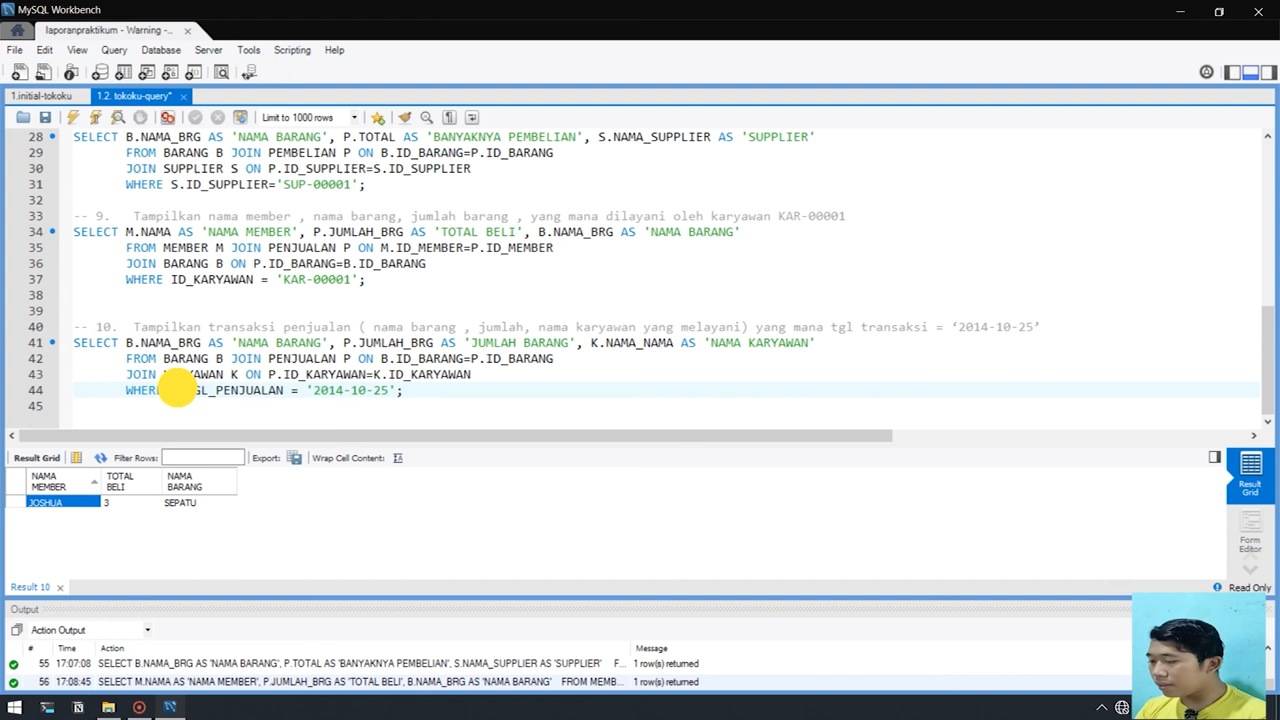 MySQL Workbench
laporanpraktikum - Warning -...
File Edit View Query Database Server Tools Scripting Help
1.initial-tokoku 1.2. tokoku-query*
Limit to 1000 rows
28 SELECT B.NAMA_BRG AS 'NAMA BARANG', P.TOTAL AS 'BANYAKNYA PEMBELIAN', S.NAMA_SUPPLIER AS 'SUPPLIER'
29 FROM BARANG B JOIN PEMBELIAN P ON B.ID_BARANG=P.ID_BARANG
30 JOIN SUPPLIER S ON P.ID_SUPPLIER=S.ID_SUPPLIER
31 WHERE S.ID_SUPPLIER='SUP-00001';
32
33 -- 9. Tampilkan nama member , nama barang, jumlah barang , yang mana dilayani oleh karyawan KAR-00001
34 SELECT M.NAMA AS 'NAMA MEMBER', P.JUMLAH_BRG AS 'TOTAL BELI', B.NAMA_BRG AS 'NAMA BARANG'
35 FROM MEMBER M JOIN PENJUALAN P ON M.ID_MEMBER=P.ID_MEMBER
36 JOIN BARANG B ON P.ID_BARANG=B.ID_BARANG
37 WHERE ID_KARYAWAN = 'KAR-00001';
38
39
40 -- 10. Tampilkan transaksi penjualan ( nama barang , jumlah, nama karyawan yang melayani) yang mana tgl transaksi = ‘2014-10-25’
41 SELECT B.NAMA_BRG AS 'NAMA BARANG', P.JUMLAH_BRG AS 'JUMLAH BARANG', K.NAMA_NAMA AS 'NAMA KARYAWAN'
42 FROM BARANG B JOIN PENJUALAN P ON B.ID_BARANG=P.ID_BARANG
43 JOIN K ON P.ID_KARYAWAN=K.ID_KARYAWAN
44 WHERE = '2014-10-25';
45
Result Grid Filter Rows: Export: Wrap Cell Content:
NAMA MEMBER TOTAL BELI NAMA BARANG
JOSHUA 3 SEPATU
Result Grid
Form Editor
Result 10 Read Only
Output
Action Output
# Time Action Message
55 17:07:08 SELECT B.NAMA_BRG AS 'NAMA BARANG', P.TOTAL AS 'BANYAKNYA PEMBELIAN', S.NAMA_SUPPLIER AS 'SUPPLIER' F... 1 row(s) returned
56 17:08:45 SELECT M.NAMA AS 'NAMA MEMBER', P.JUMLAH_BRG AS 'TOTAL BELI', B.NAMA_BRG AS 'NAMA BARANG' FROM MEMB... 1 row(s) returned